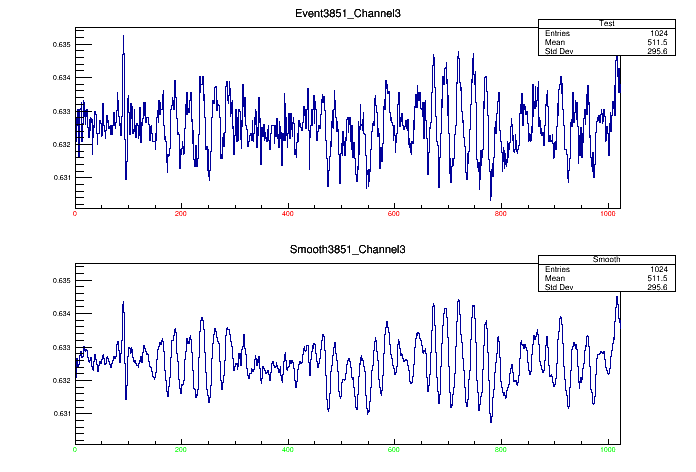 Event3851_Channel3
Test
Entries 1024
Mean 511.5
Std Dev 295.6
0.635
0.634
0.633
0.632
0.631
0 200 400 600 800 1000
Smooth3851_Channel3
Smooth
Entries 1024
Mean 511.5
Std Dev 295.6
0.635
0.634
0.633
0.632
0.631
0 200 400 600 800 1000